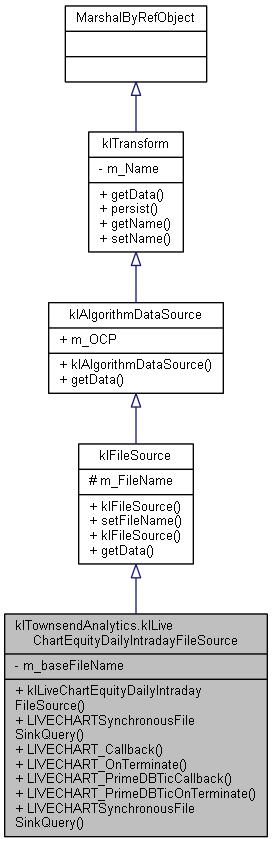 MarshalByRefObject
klTransform
- m_Name
+ getData()
+ persist()
+ getName()
+ setName()
klAlgorithmDataSource
+ m_OCP
+ klAlgorithmDataSource()
+ getData()
klFileSource
# m_FileName
+ klFileSource()
+ setFileName()
+ klFileSource()
+ getData()
klTownsendAnalytics.klLive
ChartEquityDailyIntradayFileSource
- m_baseFileName
+ klLiveChartEquityDailyIntraday
FileSource()
+ LIVECHARTSynchronousFile
SinkQuery()
+ LIVECHART_Callback()
+ LIVECHART_OnTerminate()
+ LIVECHART_PrimeDBTicCallback()
+ LIVECHART_PrimeDBTicOnTerminate()
+ LIVECHARTSynchronousFile
SinkQuery()